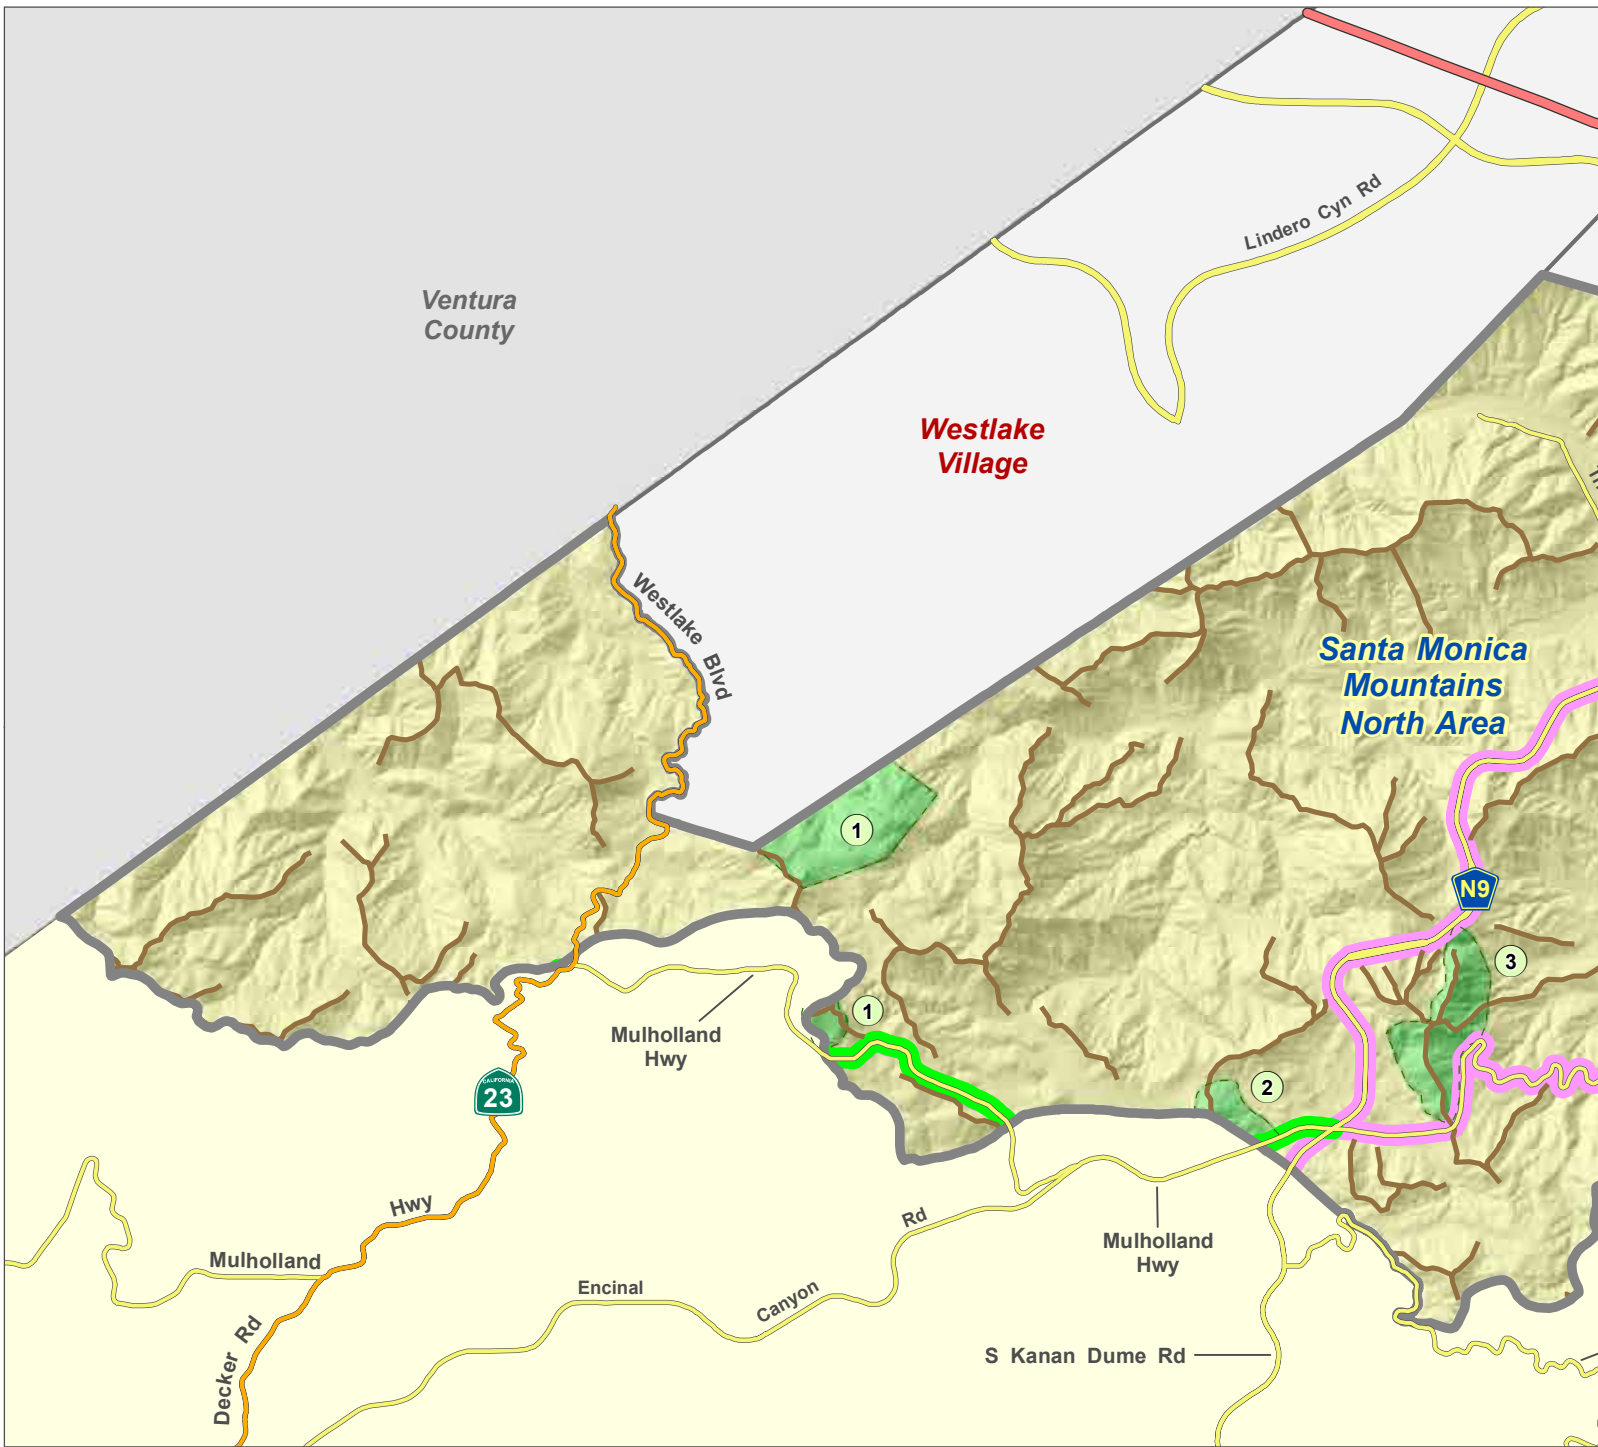 Lindero Cyn Rd
Ventura
County
Westlake
Village
Westlake Blvd
Santa Monica
Mountains
North Area
1
N9
3
1
Mulholland
Hwy
2
CALIFORNIA
23
Hwy
Rd
Mulholland
Hwy
Mulholland
Encinal
Canyon
Decker Rd
S Kanan Dume Rd